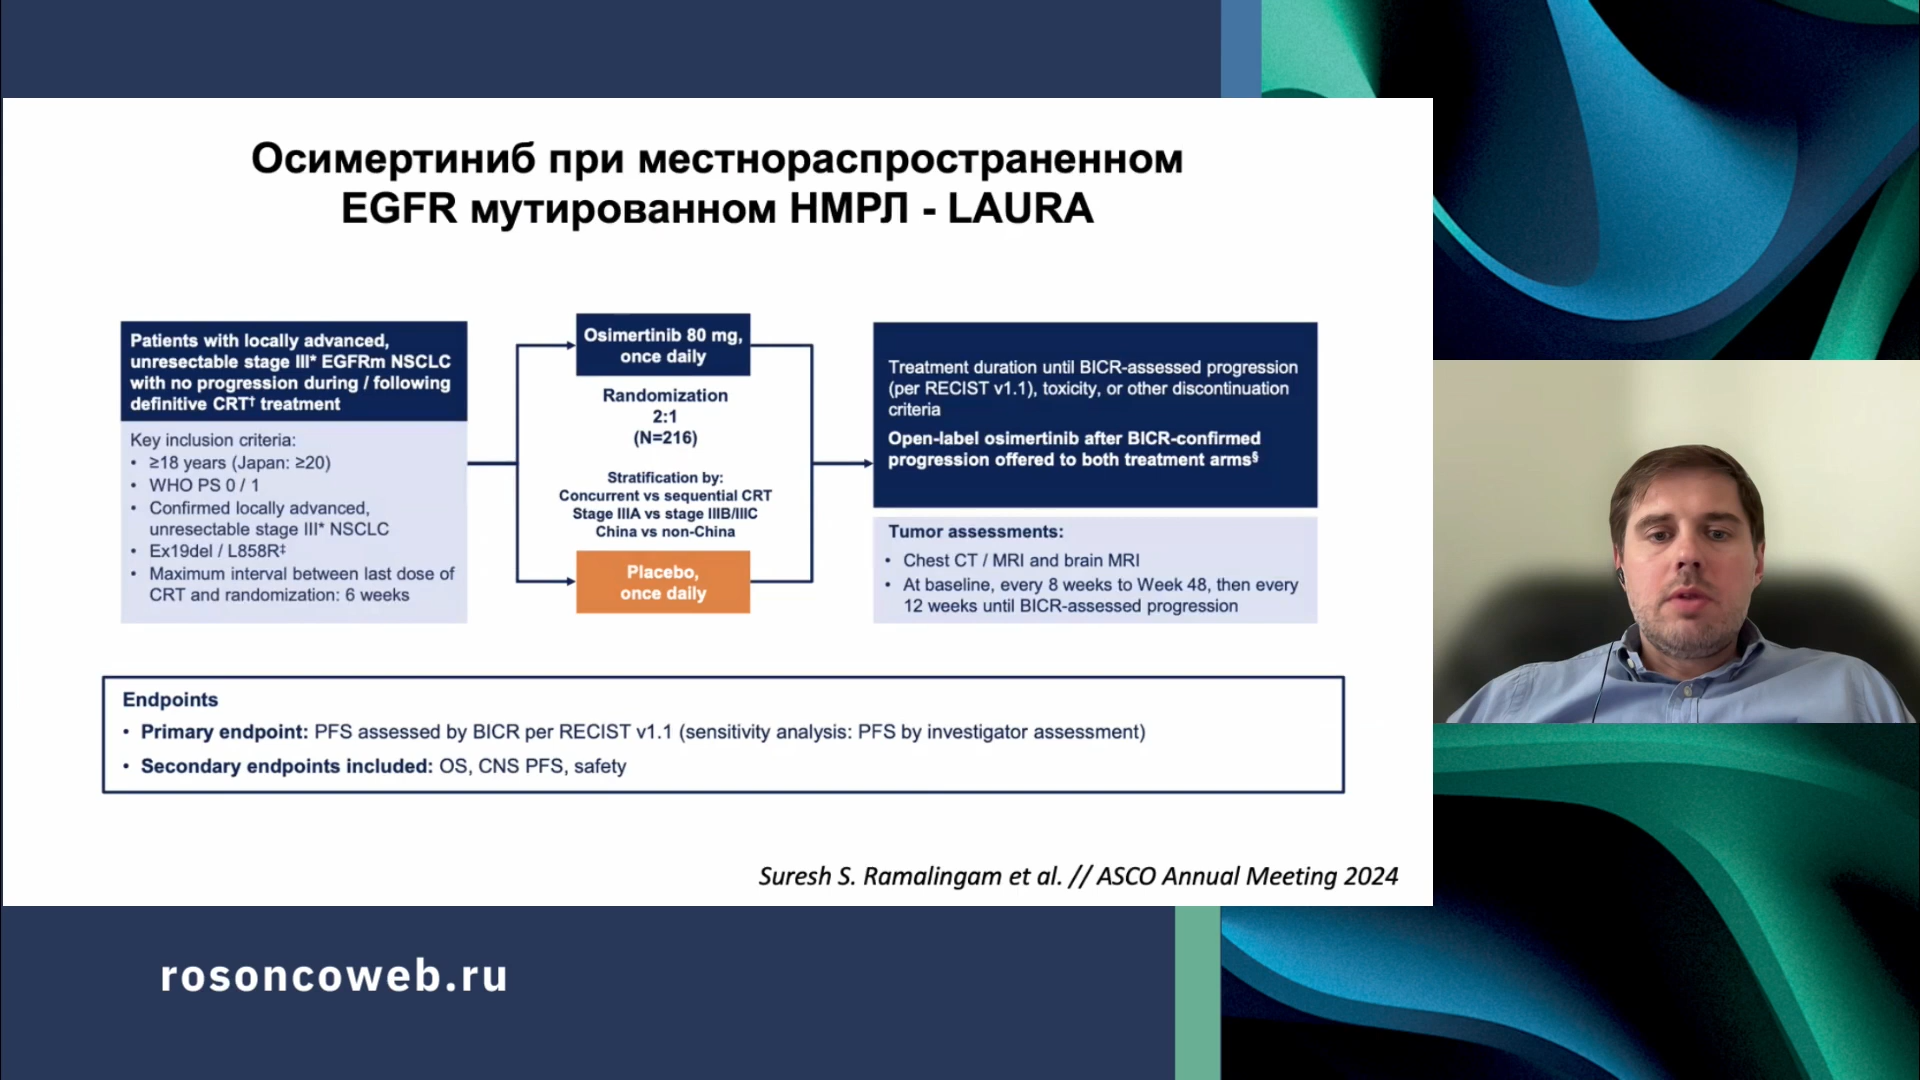 Осимертиниб при местнораспространенном
EGFR мутированном НМРЛ - LAURA
Patients with locally advanced,
unresectable stage III* EGFRm NSCLC
with no progression during / following
definitive CRT† treatment
Key inclusion criteria:
• ≥18 years (Japan: ≥20)
• WHO PS 0 / 1
• Confirmed locally advanced,
unresectable stage III* NSCLC
• Ex19del / L858R‡
• Maximum interval between last dose of
CRT and randomization: 6 weeks
Osimertinib 80 mg,
once daily
Randomization
2:1
(N=216)
Stratification by:
Concurrent vs sequential CRT
Stage IIIA vs stage IIIB/IIIC
China vs non-China
Placebo,
once daily
Treatment duration until BICR-assessed progression
(per RECIST v1.1), toxicity, or other discontinuation
criteria
Open-label osimertinib after BICR-confirmed
progression offered to both treatment arms§
Tumor assessments:
• Chest CT / MRI and brain MRI
• At baseline, every 8 weeks to Week 48, then every
12 weeks until BICR-assessed progression
Endpoints
• Primary endpoint: PFS assessed by BICR per RECIST v1.1 (sensitivity analysis: PFS by investigator assessment)
• Secondary endpoints included: OS, CNS PFS, safety
Suresh S. Ramalingam et al. // ASCO Annual Meeting 2024
rosoncoweb.ru